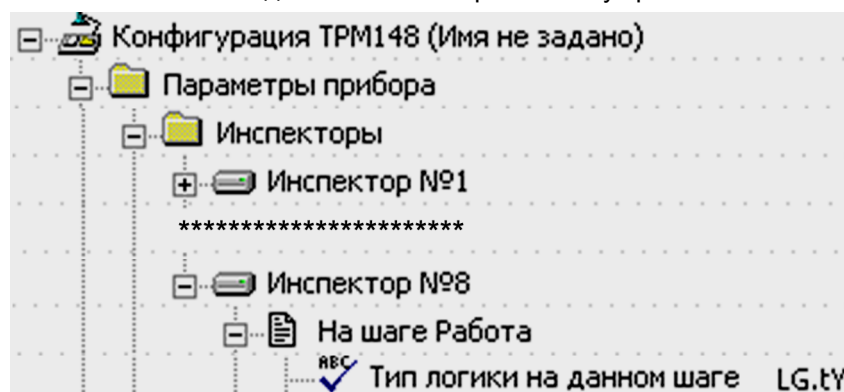 Конфигурация ТРМ148 (Имя не задано)
Параметры прибора
Инспекторы
Инспектор №1
***********************
Инспектор №8
На шаге Работа
ABC
Тип логики на данном шаге LG.tY